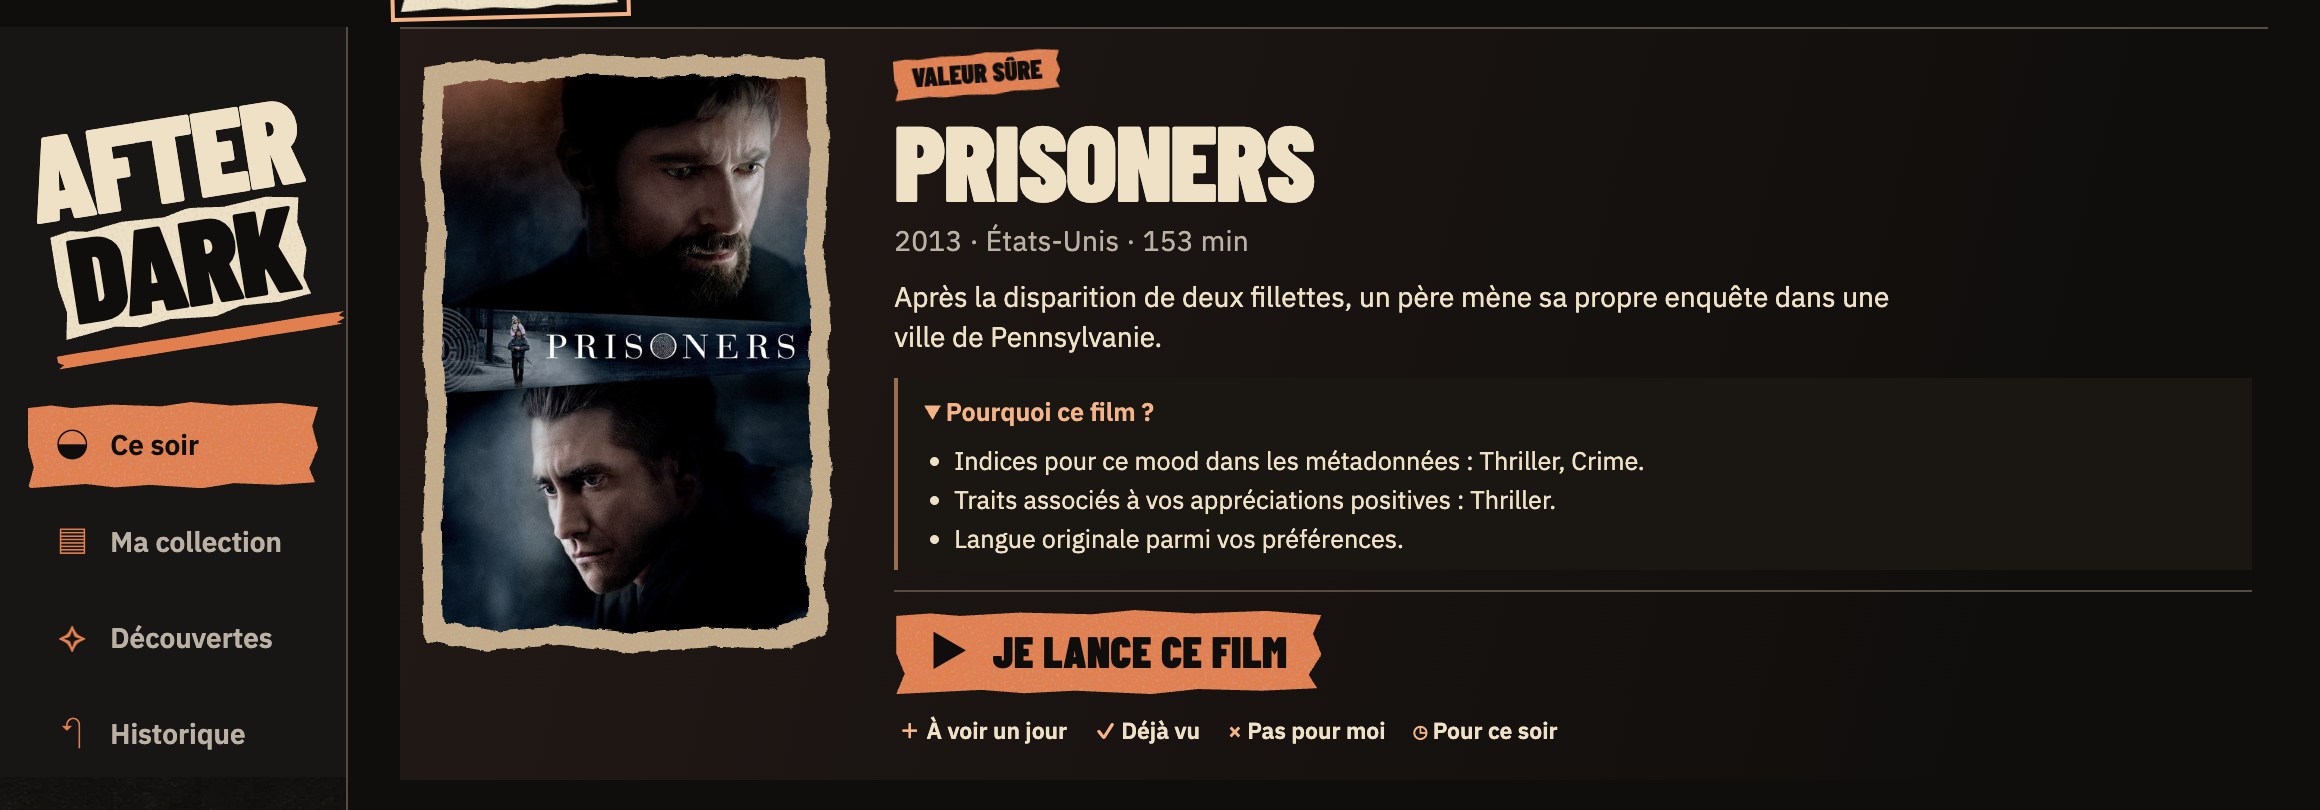 AFTER
DARK
Ce soir
Ma collection
Découvertes
Historique
PRISONERS
VALEUR SÛRE
PRISONERS
2013 · États-Unis · 153 min
Après la disparition de deux fillettes, un père mène sa propre enquête dans une
ville de Pennsylvanie.
▼ Pourquoi ce film ?
• Indices pour ce mood dans les métadonnées : Thriller, Crime.
• Traits associés à vos appréciations positives : Thriller.
• Langue originale parmi vos préférences.
JE LANCE CE FILM
+ À voir un jour ✓ Déjà vu × Pas pour moi ◷ Pour ce soir